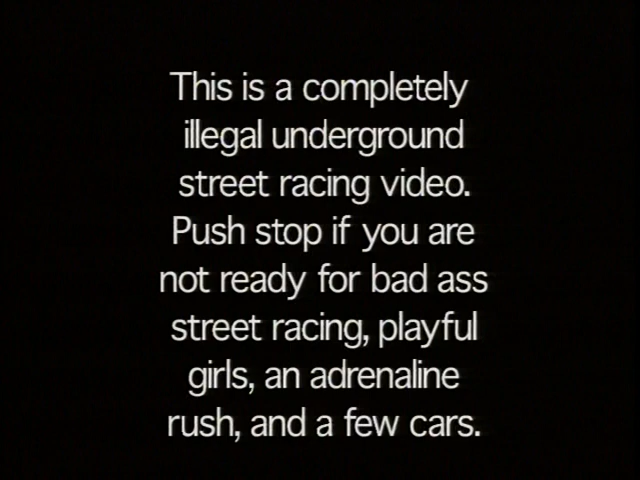 This is a completely
illegal underground
street racing video.
Push stop if you are
not ready for bad ass
street racing, playful
girls, an adrenaline
rush, and a few cars.